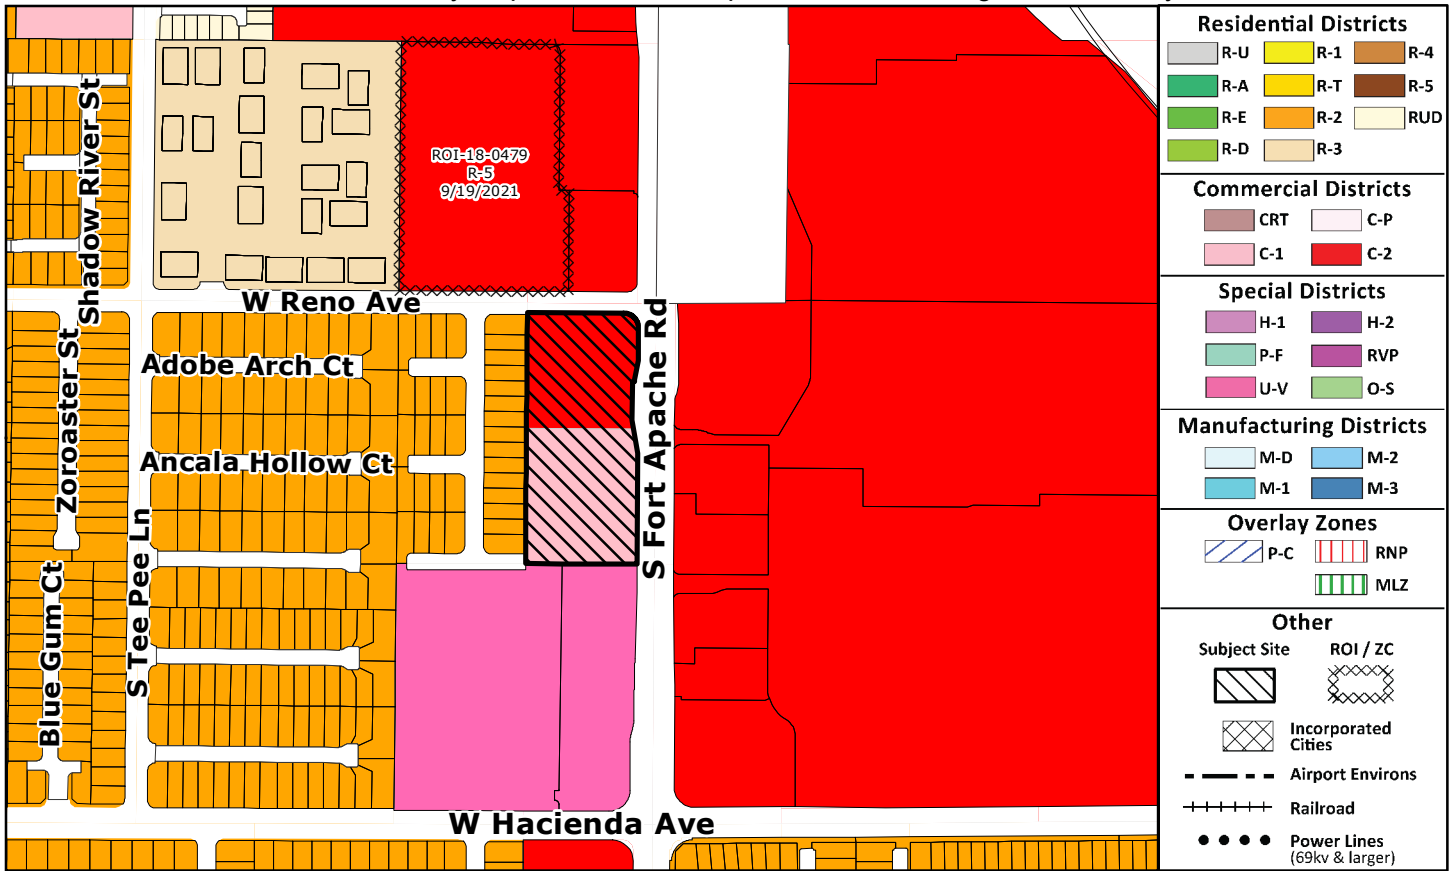 Shadow River St
ROI-18-0479
R-5
9/19/2021
W Reno Ave
Adobe Arch Ct
Zoroaster St
S Fort Apache Rd
Ancala Hollow Ct
S Tee Pee Ln
Blue Gum Ct
W Hacienda Ave
Residential Districts
R-U R-1 R-4
R-A R-T R-5
R-E R-2 RUD
R-D R-3
Commercial Districts
CRT C-P
C-1 C-2
Special Districts
H-1 H-2
P-F RVP
U-V O-S
Manufacturing Districts
M-D M-2
M-1 M-3
Overlay Zones
P-C RNP
MLZ
Other
Subject Site ROI / ZC
Incorporated
Cities
Airport Environs
Railroad
Power Lines
(69kv & larger)